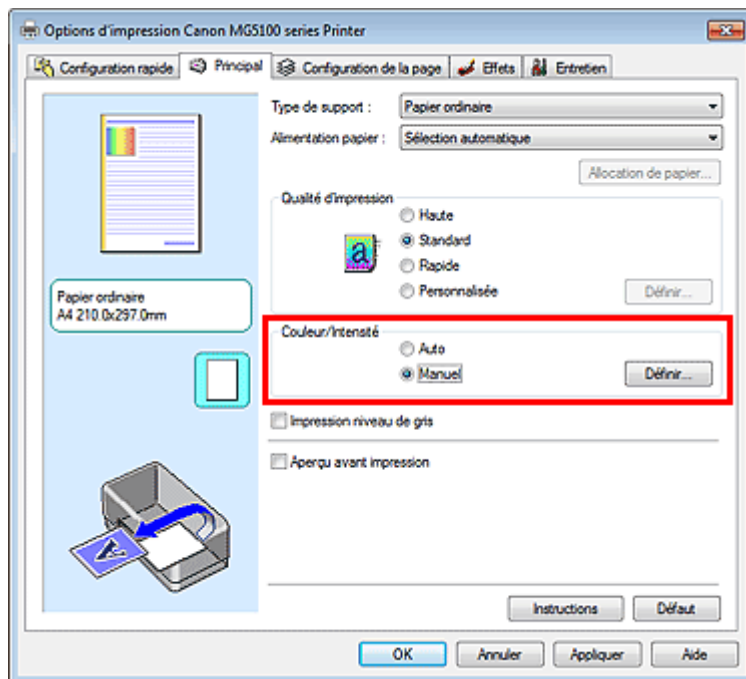 Options d'impression Canon MG5100 series Printer
Configuration rapide Principal Configuration de la page Effets Entretien
Type de support : Papier ordinaire
Alimentation papier : Sélection automatique
Allocation de papier...
Qualité d'impression
Haute
a Standard
Rapide
Personnalisée Définir...
Papier ordinaire
A4 210.0x297.0mm
Couleur/Intensité
Auto
Manuel Définir...
Impression niveau de gris
Aperçu avant impression
A
Instructions Défaut
OK Annuler Appliquer Aide